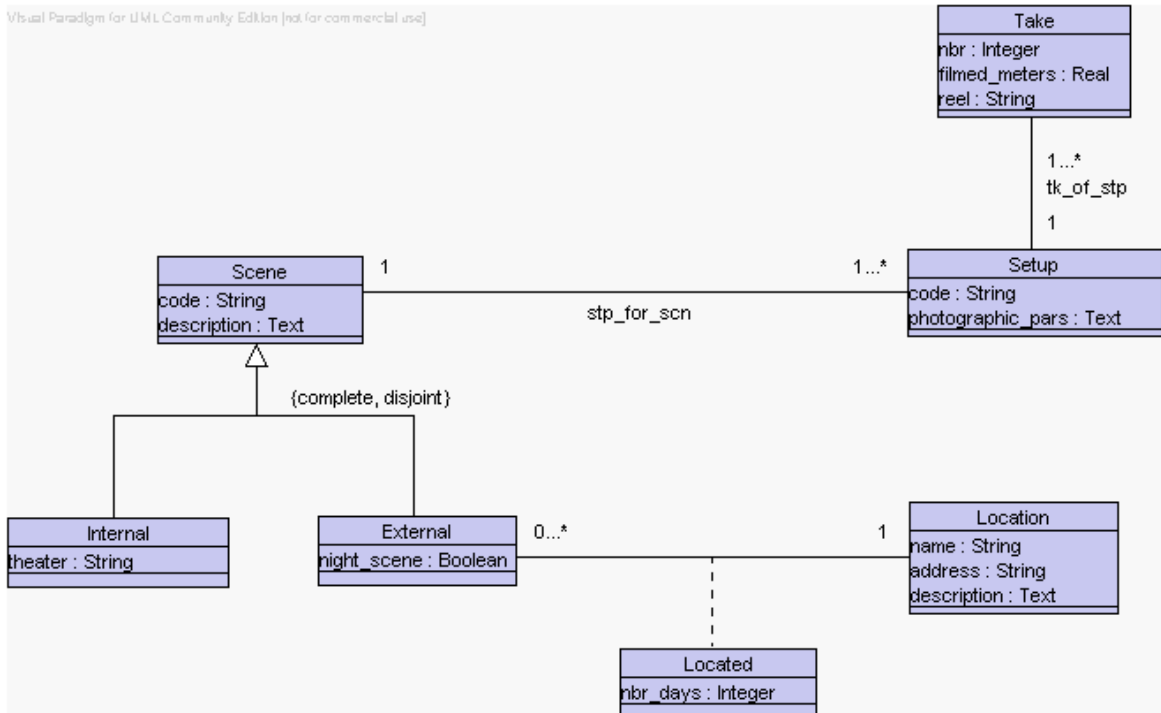 Visual Paradigm for UML Community Edition [not for commercial use]
Take
nbr : Integer
filmed_meters : Real
reel : String
1...*
tk_of_stp
1
Scene
code : String
description : Text
1
1...*
stp_for_scn
Setup
code : String
photographic_pars : Text
{complete, disjoint}
Internal
theater : String
External
night_scene : Boolean
0...*
1
Location
name : String
address : String
description : Text
Located
nbr_days : Integer